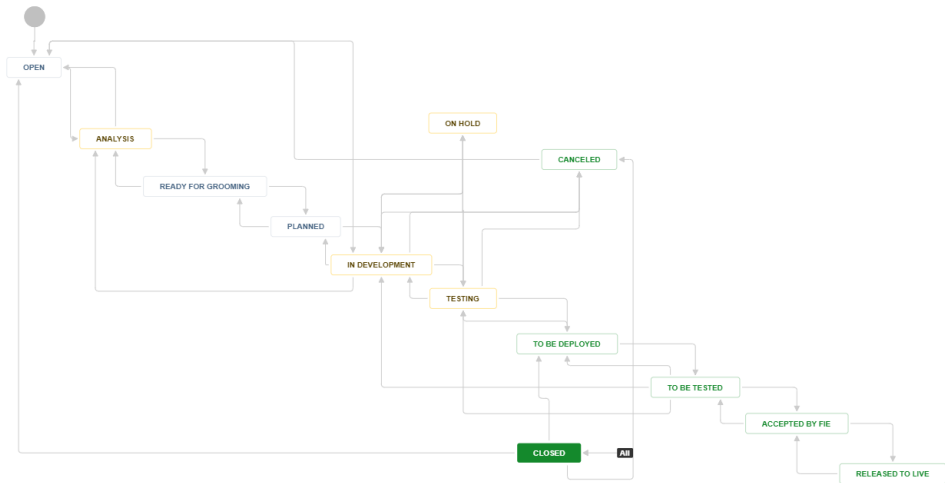 OPEN
ON HOLD
ANALYSIS
CANCELED
READY FOR GROOMING
PLANNED
IN DEVELOPMENT
TESTING
TO BE DEPLOYED
TO BE TESTED
ACCEPTED BY FIE
CLOSED
All
RELEASED TO LIVE